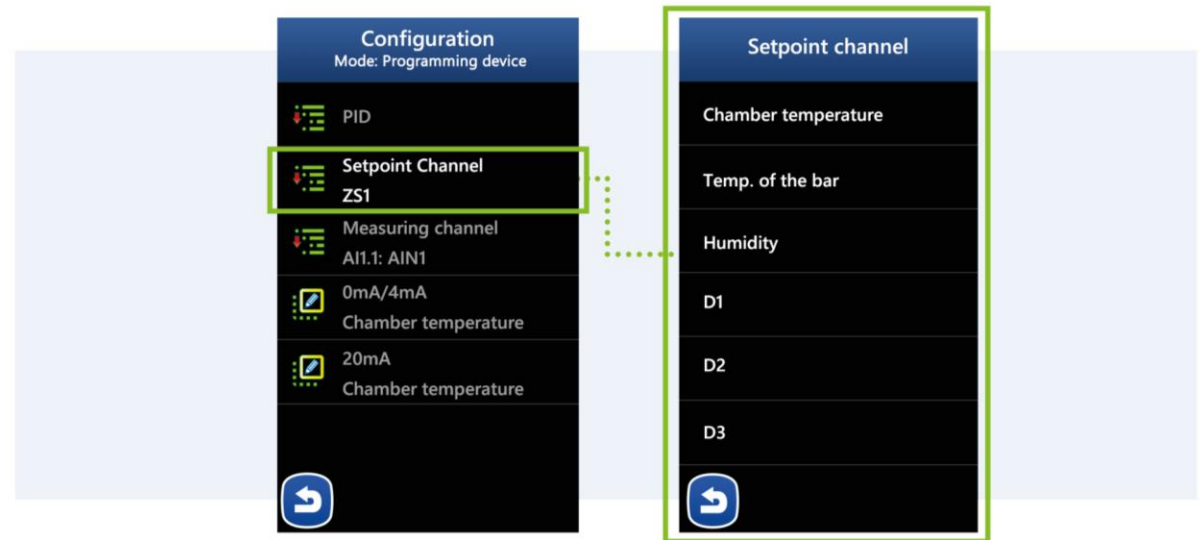 Configuration
Mode: Programming device
PID
Setpoint Channel
ZS1
Measuring channel
AI1.1: AIN1
0mA/4mA
Chamber temperature
20mA
Chamber temperature
Setpoint channel
Chamber temperature
Temp. of the bar
Humidity
D1
D2
D3